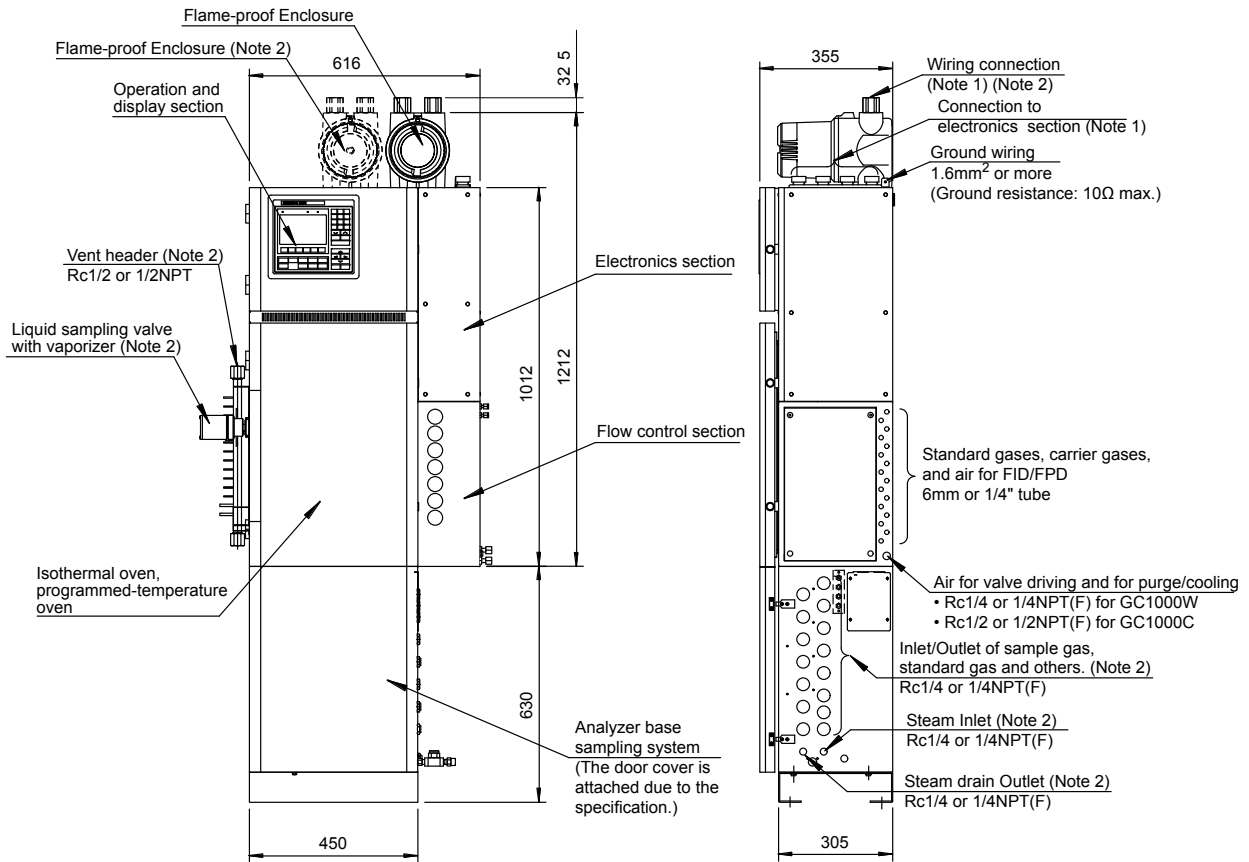 Flame-proof Enclosure
Flame-proof Enclosure (Note 2)
616
32 5
Operation and
display section
Vent header (Note 2)
Rc1/2 or 1/2NPT
Liquid sampling valve
with vaporizer (Note 2)
Electronics section
1012
1212
Flow control section
Isothermal oven,
programmed-temperature
oven
630
Analyzer base
sampling system
(The door cover is
attached due to the
specification.)
450
355
Wiring connection
(Note 1) (Note 2)
Connection to
electronics section (Note 1)
Ground wiring
1.6mm² or more
(Ground resistance: 10Ω max.)
Standard gases, carrier gases,
and air for FID/FPD
6mm or 1/4" tube
Air for valve driving and for purge/cooling
• Rc1/4 or 1/4NPT(F) for GC1000W
• Rc1/2 or 1/2NPT(F) for GC1000C
Inlet/Outlet of sample gas,
standard gas and others. (Note 2)
Rc1/4 or 1/4NPT(F)
Steam Inlet (Note 2)
Rc1/4 or 1/4NPT(F)
Steam drain Outlet (Note 2)
Rc1/4 or 1/4NPT(F)
305